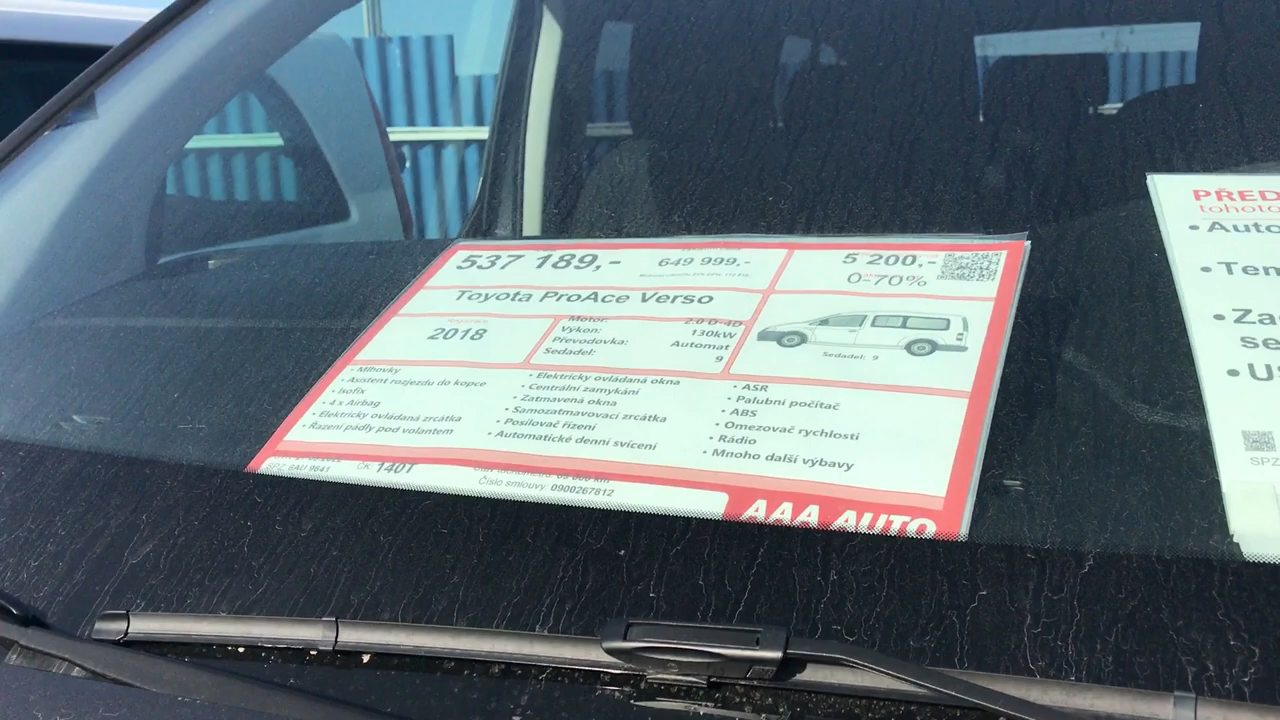 537 189,-
649 999,-
5 200,-
0-70%
Toyota ProAce Verso
2018
Motor: 2.0 D-4D
Výkon: 130kW
Převodovka: Automat
Sedadel: 9
Sedadel: 9
• Mlhovky
• Asistent rozjezdu do kopce
• Isofix
• 4 x Airbag
• Elektricky ovládaná zrcátka
• Řazení pádly pod volantem
• Elektricky ovládaná okna
• Centrální zamykání
• Zatmavená okna
• Samozatmavovací zrcátka
• Posilovač řízení
• Automatické denní svícení
• ASR
• Palubní počítač
• ABS
• Omezovač rychlosti
• Rádio
• Mnoho další výbavy
SPZ 6AU 9641
ČK: 140T
Číslo smlouvy: 0900267812
AAA AUTO
PŘED
tohoto
• Auto
• Tem
se
SPZ